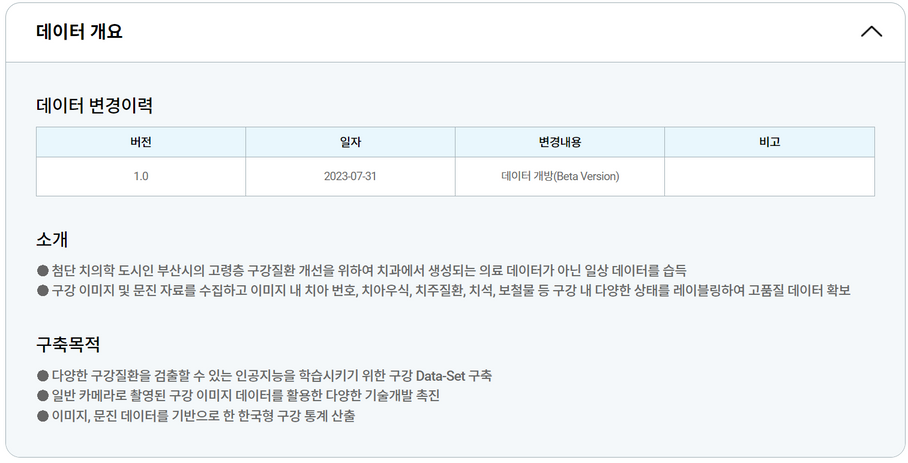 데이터 개요
데이터 변경이력
버전 일자 변경내용 비고
1.0 2023-07-31 데이터 개방(Beta Version)
소개
● 첨단 치의학 도시인 부산시의 고령층 구강질환 개선을 위하여 치과에서 생성되는 의료 데이터가 아닌 일상 데이터를 습득
● 구강 이미지 및 문진 자료를 수집하고 이미지 내 치아 번호, 치아우식, 치주질환, 치석, 보철물 등 구강 내 다양한 상태를 레이블링하여 고품질 데이터 확보
구축목적
● 다양한 구강질환을 검출할 수 있는 인공지능을 학습시키기 위한 구강 Data-Set 구축
● 일반 카메라로 촬영된 구강 이미지 데이터를 활용한 다양한 기술개발 촉진
● 이미지, 문진 데이터를 기반으로 한 한국형 구강 통계 산출